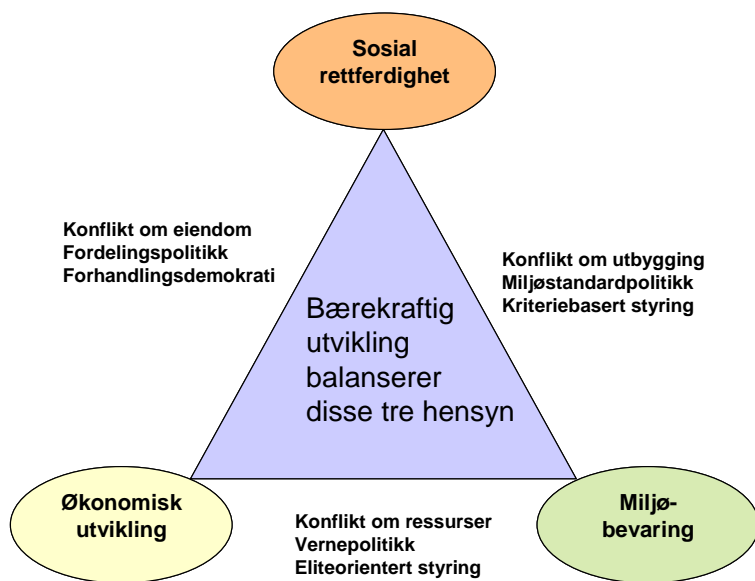 Sosial
rettferdighet
Konflikt om eiendom
Fordelingspolitikk
Forhandlingsdemokrati
Konflikt om utbygging
Miljøstandardpolitikk
Kriteriebasert styring
Bærekraftig
utvikling
balanserer
disse tre hensyn
Økonomisk
utvikling
Konflikt om ressurser
Vernepolitikk
Eliteorientert styring
Miljø-
bevaring